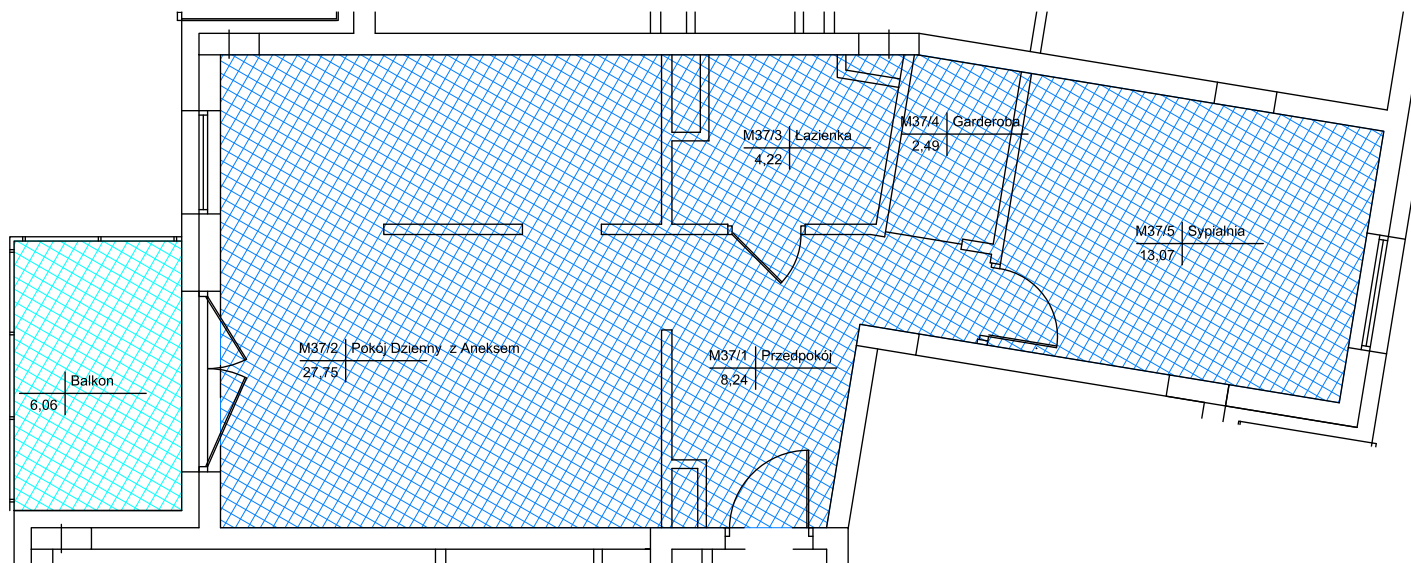 M37/3 Łazienka
4,22
M37/4 Garderoba
2,49
M37/5 Sypialnia
13,07
M37/2 Pokój Dzienny z Aneksem
27,75
M37/1 Przedpokój
8,24
Balkon
6,06